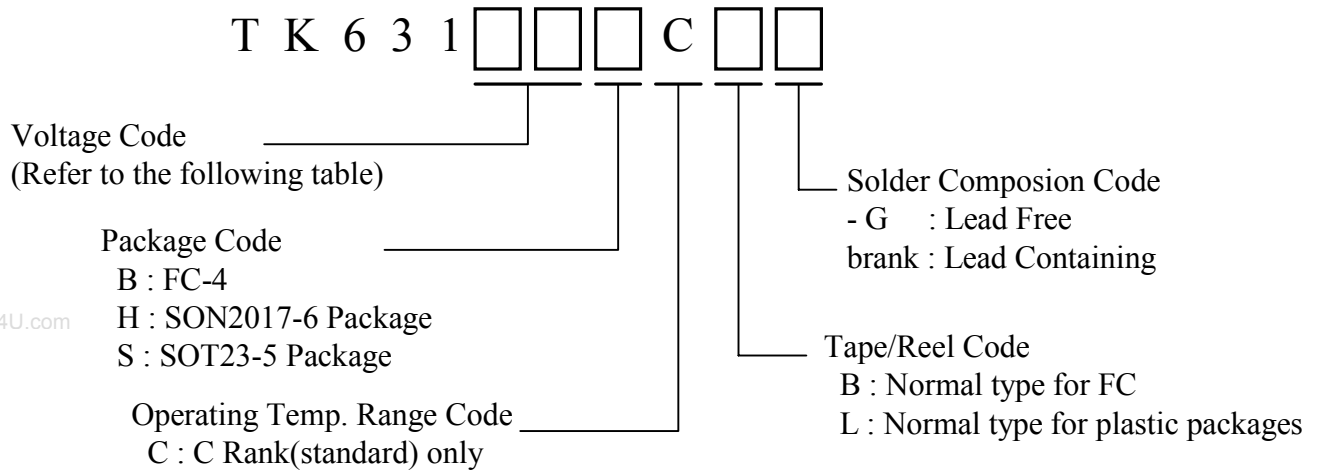 T K 6 3 1 □ □ □ C □ □
Voltage Code
(Refer to the following table)
Package Code
B : FC-4
H : SON2017-6 Package
S : SOT23-5 Package
Operating Temp. Range Code
C : C Rank(standard) only
Solder Composion Code
- G : Lead Free
brank : Lead Containing
Tape/Reel Code
B : Normal type for FC
L : Normal type for plastic packages
4U.com